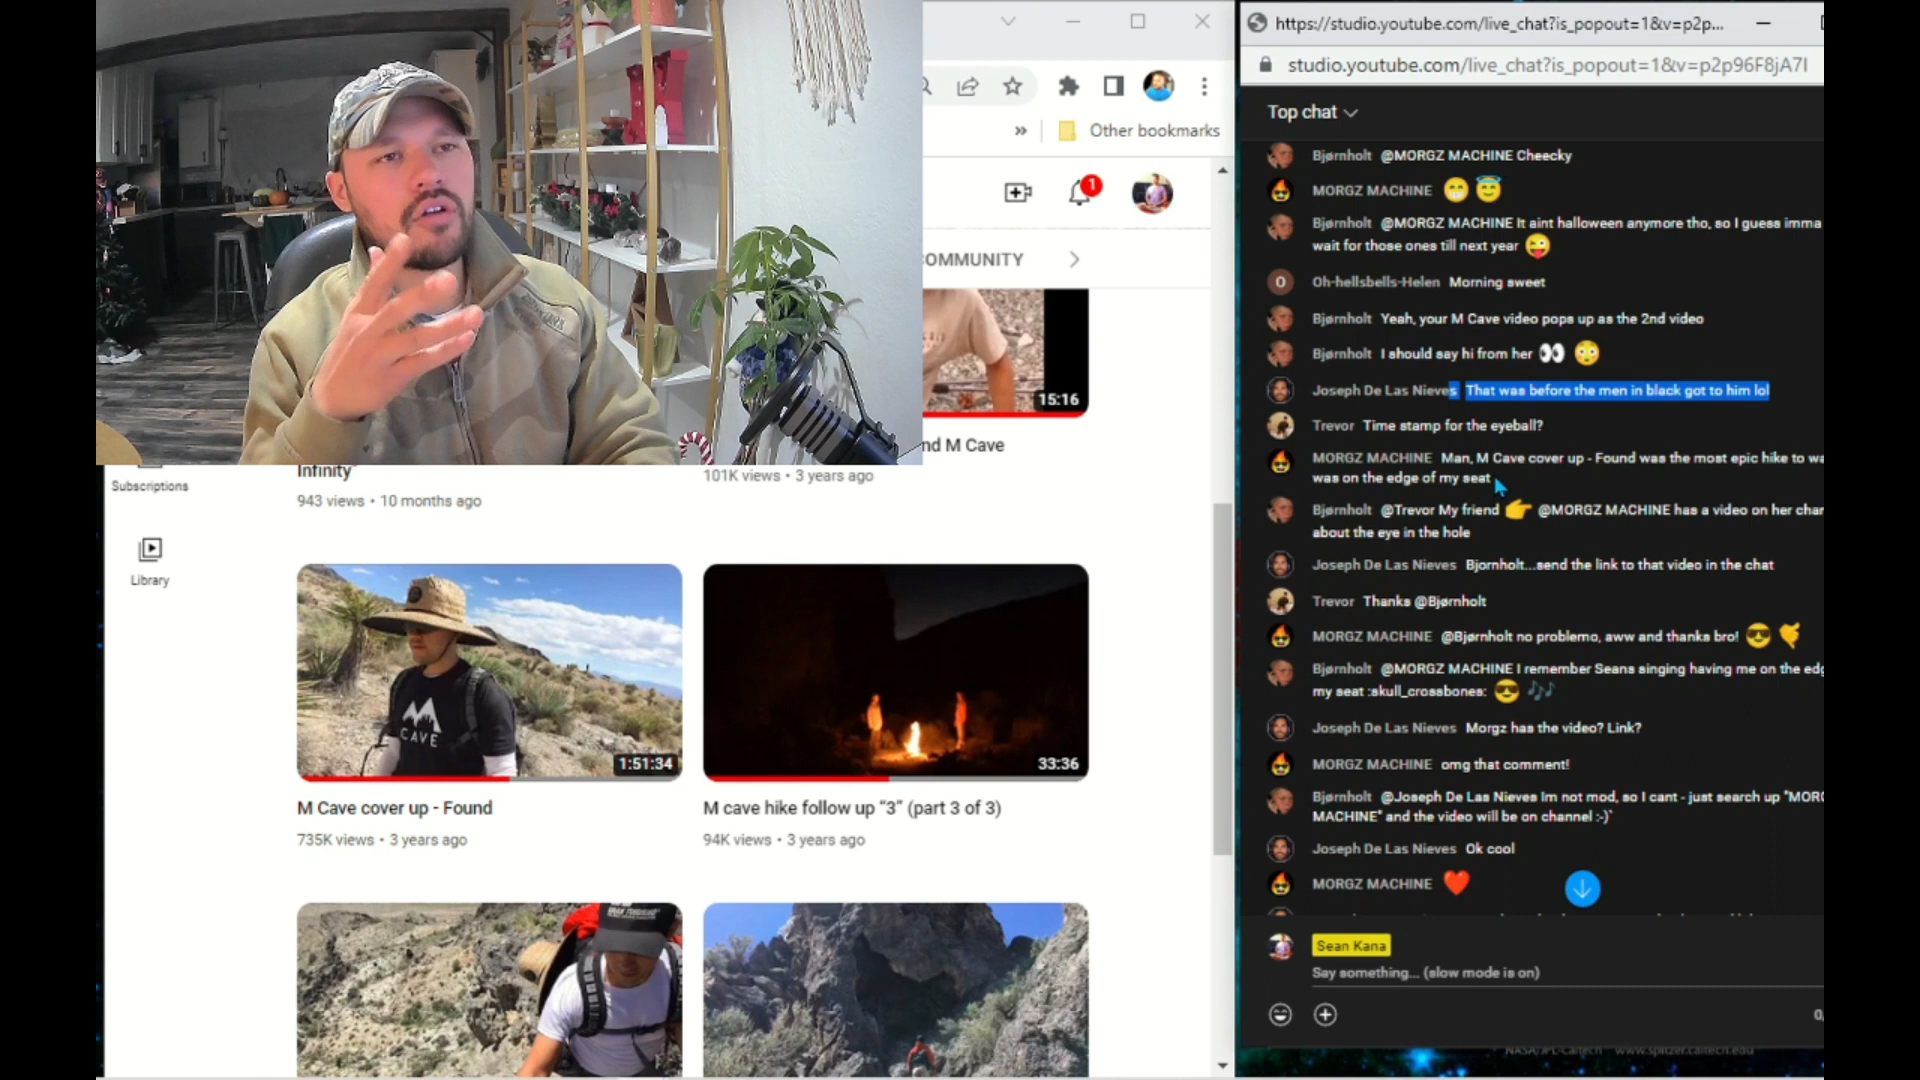 https://studio.youtube.com/live_chat?is_popout=1&v=p2p...
studio.youtube.com/live_chat?is_popout=1&v=p2p96F8jA7I
Other bookmarks
1
OMMUNITY
15:16
nd M Cave
101K views • 3 years ago
Infinity"
943 views • 10 months ago
Subscriptions
Library
M
CAVE
1:51:34
33:36
M Cave cover up - Found
735K views • 3 years ago
M cave hike follow up “3” (part 3 of 3)
94K views • 3 years ago
Top chat
Bjørnholt @MORGZ MACHINE Cheecky
MORGZ MACHINE 😁 😇
Bjørnholt @MORGZ MACHINE It aint halloween anymore tho, so I guess imma
wait for those ones till next year 😜
O
Oh-hellsbells-Helen Morning sweet
Bjørnholt Yeah, your M Cave video pops up as the 2nd video
Bjørnholt I should say hi from her 👀 😳
Joseph De Las Nieves That was before the men in black got to him lol
Trevor Time stamp for the eyeball?
MORGZ MACHINE Man, M Cave cover up - Found was the most epic hike to wa
was on the edge of my seat
Bjørnholt @Trevor My friend 👉 @MORGZ MACHINE has a video on her char
about the eye in the hole
Joseph De Las Nieves Bjornholt...send the link to that video in the chat
Trevor Thanks @Bjørnholt
MORGZ MACHINE @Bjørnholt no problemo, aww and thanks bro! 😎 🤙
Bjørnholt @MORGZ MACHINE I remember Seans singing having me on the edg
my seat :skull_crossbones: 😎 🎶
Joseph De Las Nieves Morgz has the video? Link?
MORGZ MACHINE omg that comment!
Bjørnholt @Joseph De Las Nieves Im not mod, so I cant - just search up "MOR
MACHINE" and the video will be on channel :-)`
Joseph De Las Nieves Ok cool
MORGZ MACHINE ❤️
Sean Kana
Say something... (slow mode is on)
NASA/JPL-Caltech • www.spitzer.caltech.edu